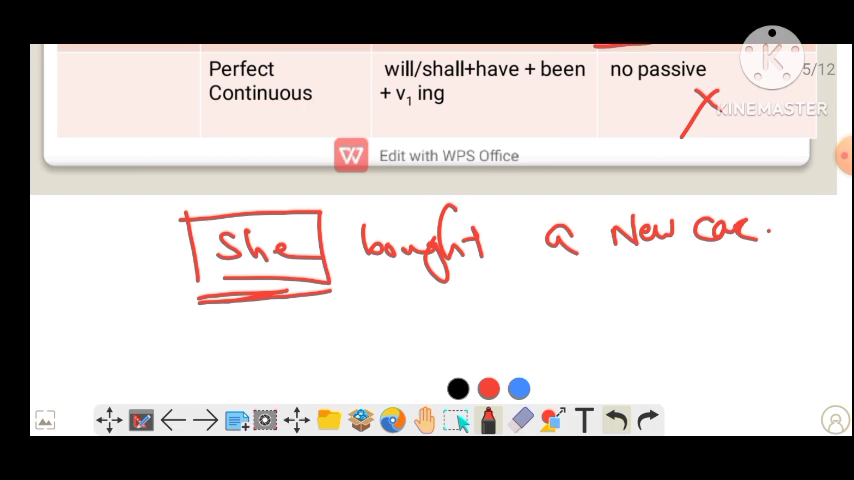 Perfect will/shall+have + been no passive 5/12
Continuous + v₁ ing
KINEMASTER
Edit with WPS Office
She bought a New car.